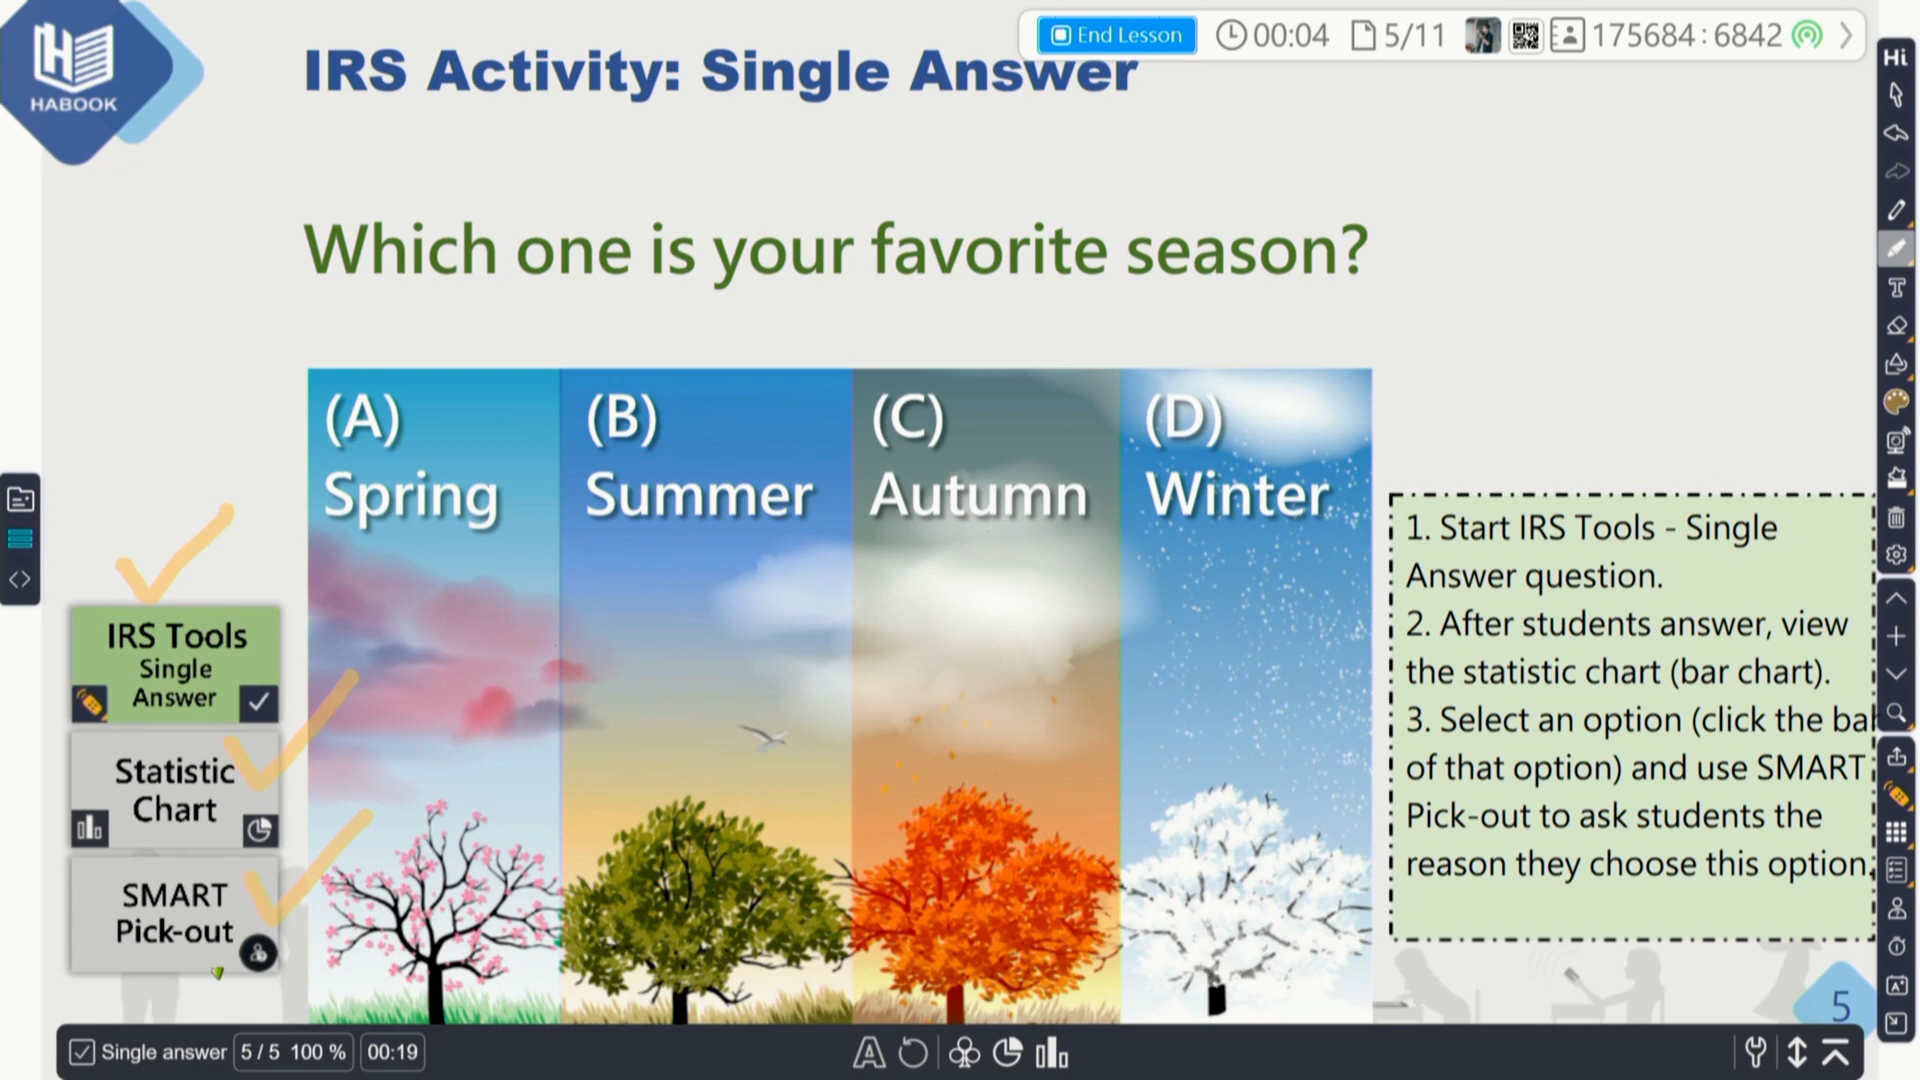 HABOOK
End Lesson
00:04
5/11
175684:6842
Hi
IRS Activity: Single Answer
Which one is your favorite season?
(A)
Spring
(B)
Summer
(C)
Autumn
(D)
Winter
IRS Tools
Single
Answer
Statistic
Chart
SMART
Pick-out
1. Start IRS Tools - Single
Answer question.
2. After students answer, view
the statistic chart (bar chart).
3. Select an option (click the bar
of that option) and use SMART
Pick-out to ask students the
reason they choose this option.
5
Single answer
5 / 5 100 %
00:19
A